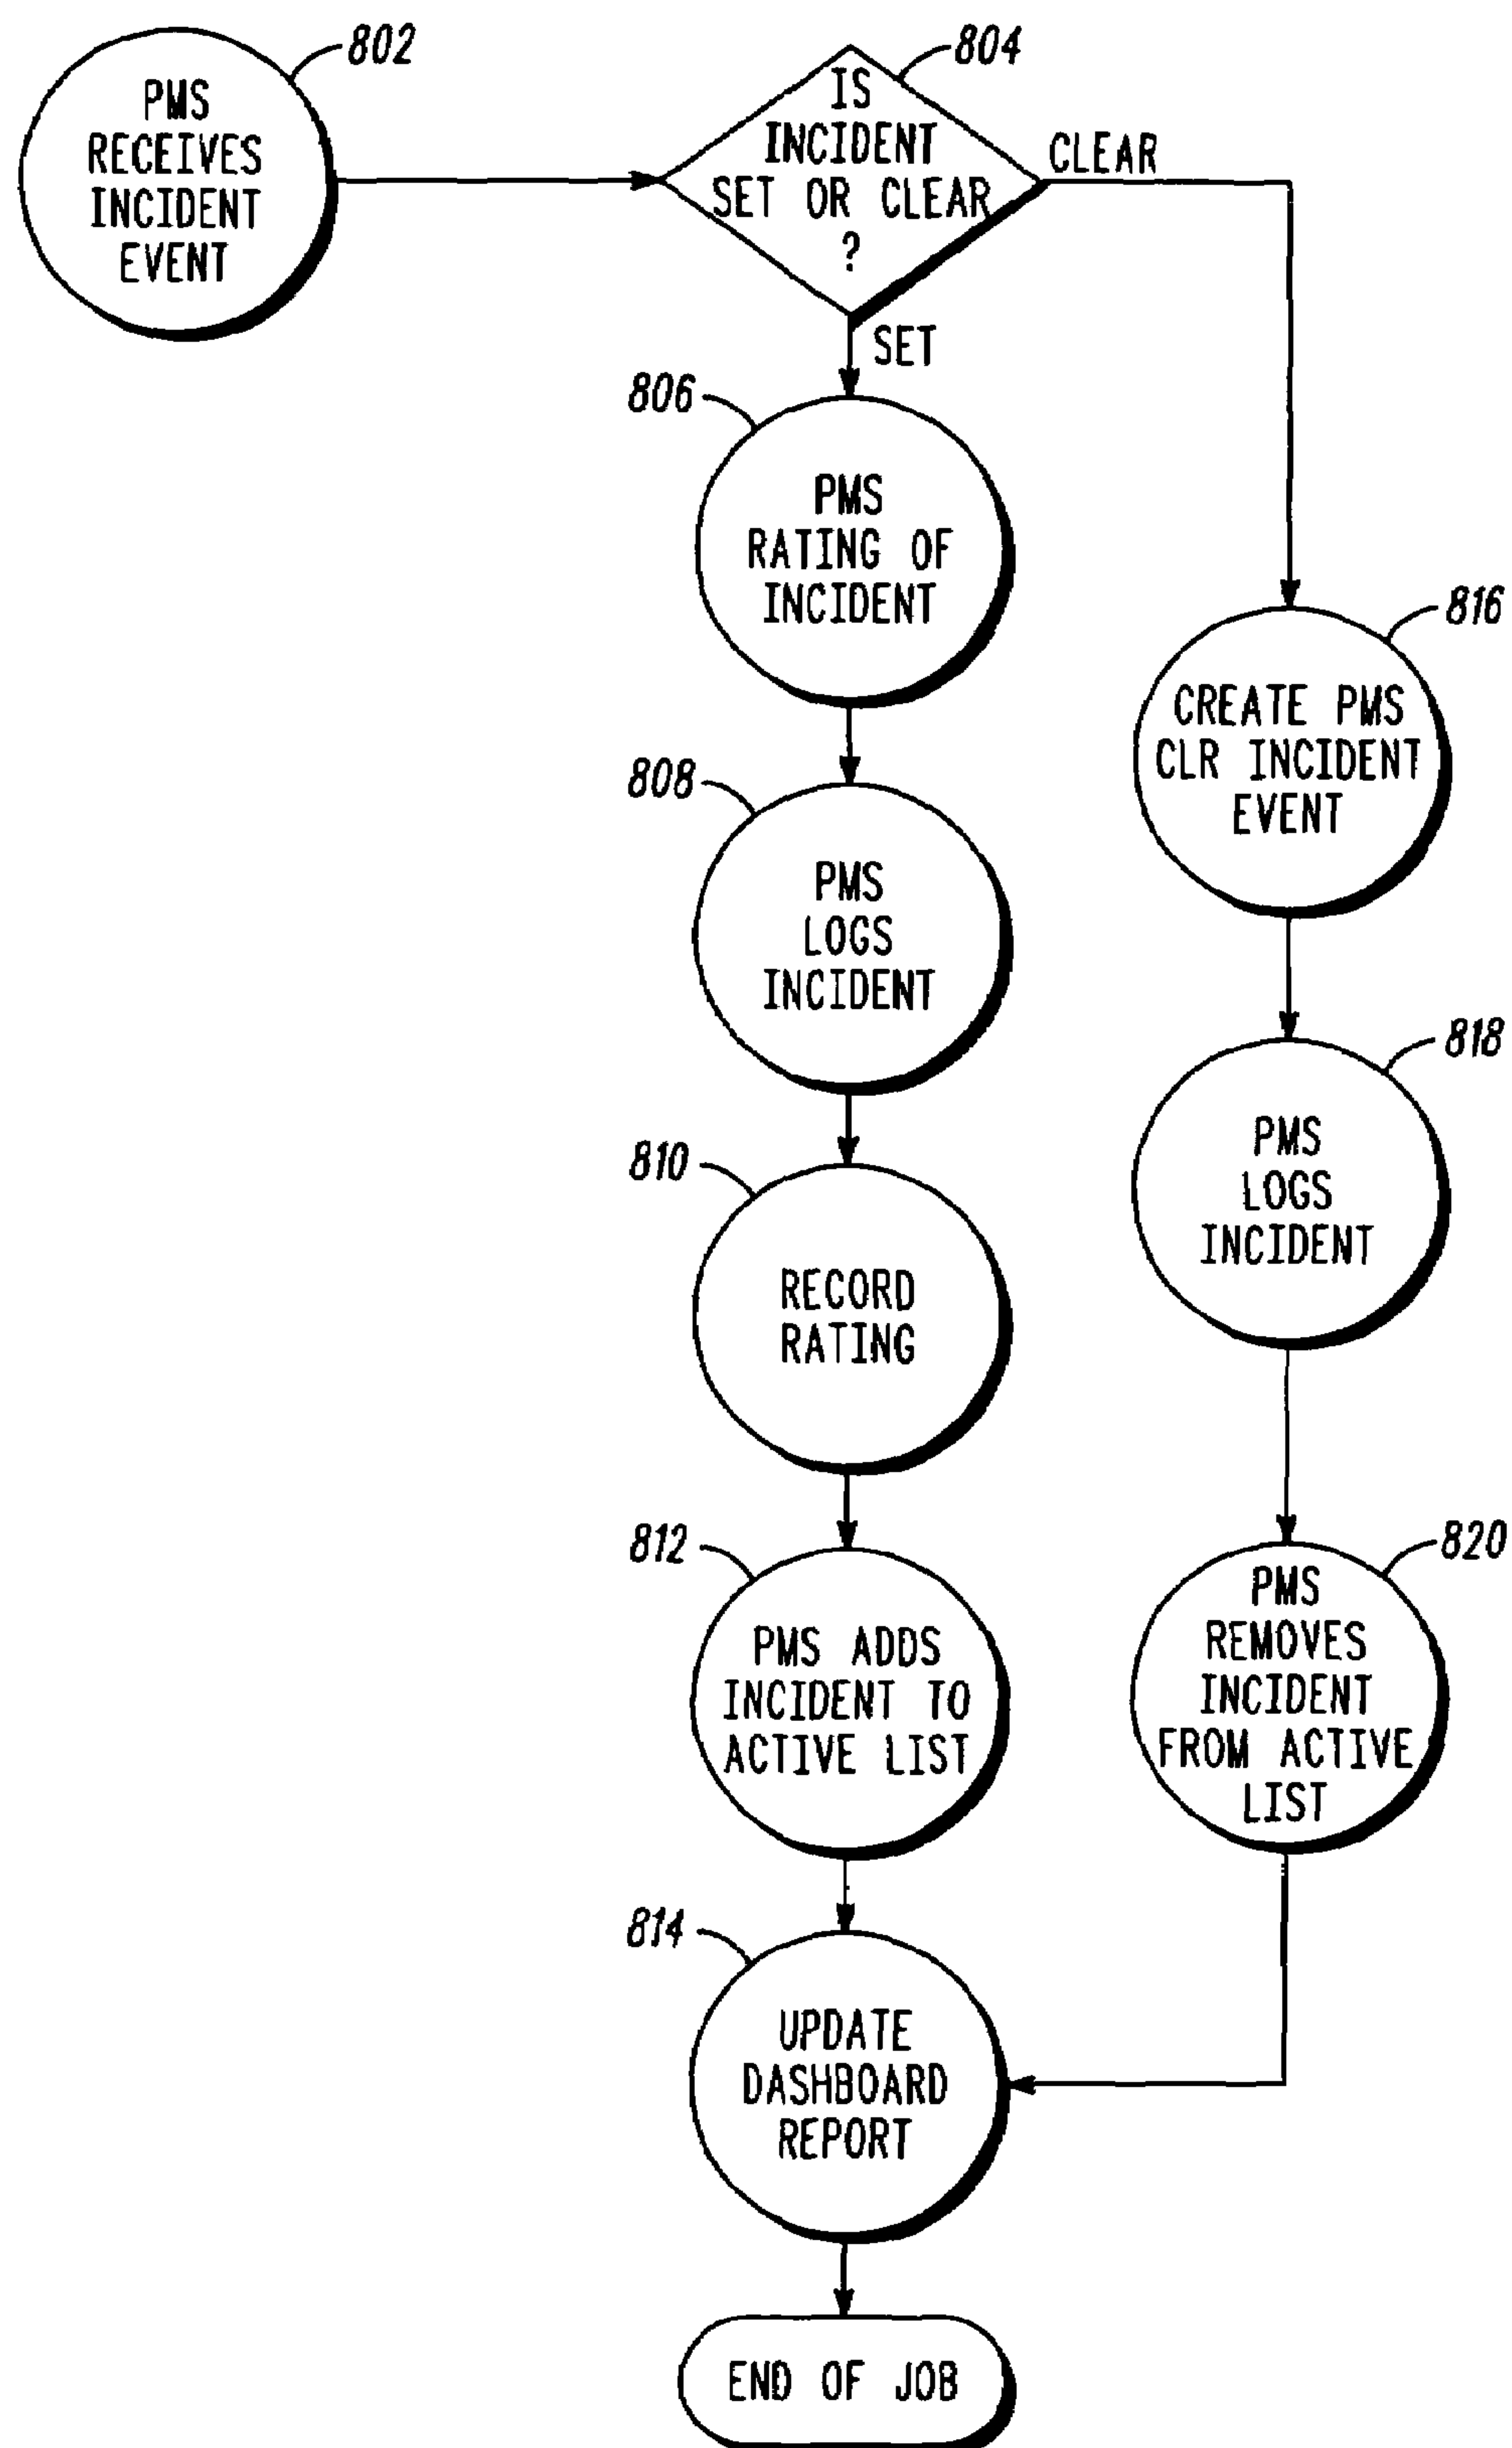 802
PMS
RECEIVES
INCIDENT
EVENT
804
IS
INCIDENT
SET OR CLEAR
?
CLEAR
SET
806
PMS
RATING OF
INCIDENT
808
PMS
LOGS
INCIDENT
810
RECORD
RATING
812
PMS ADDS
INCIDENT TO
ACTIVE LIST
814
UPDATE
DASHBOARD
REPORT
816
CREATE PMS
CLR INCIDENT
EVENT
818
PMS
LOGS
INCIDENT
820
PMS
REMOVES
INCIDENT
FROM ACTIVE
LIST
END OF JOB